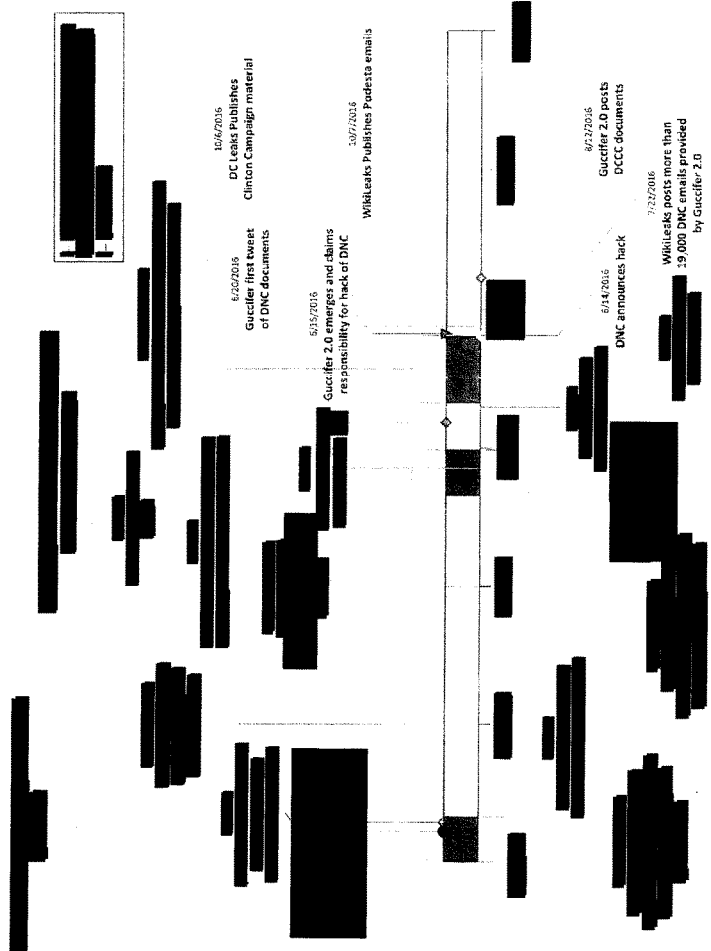 10/6/2016
DC Leaks Publishes
Clinton Campaign material
6/20/2016
Guccifer first tweet
of DNC documents
10/7/2016
WikiLeaks Publishes Podesta emails
6/15/2016
Guccifer 2.0 emerges and claims
responsibility for hack of DNC
8/12/2016
Guccifer 2.0 posts
DCCC documents
6/14/2016
DNC announces hack
7/22/2016
WikiLeaks posts more than
19,000 DNC emails provided
by Guccifer 2.0